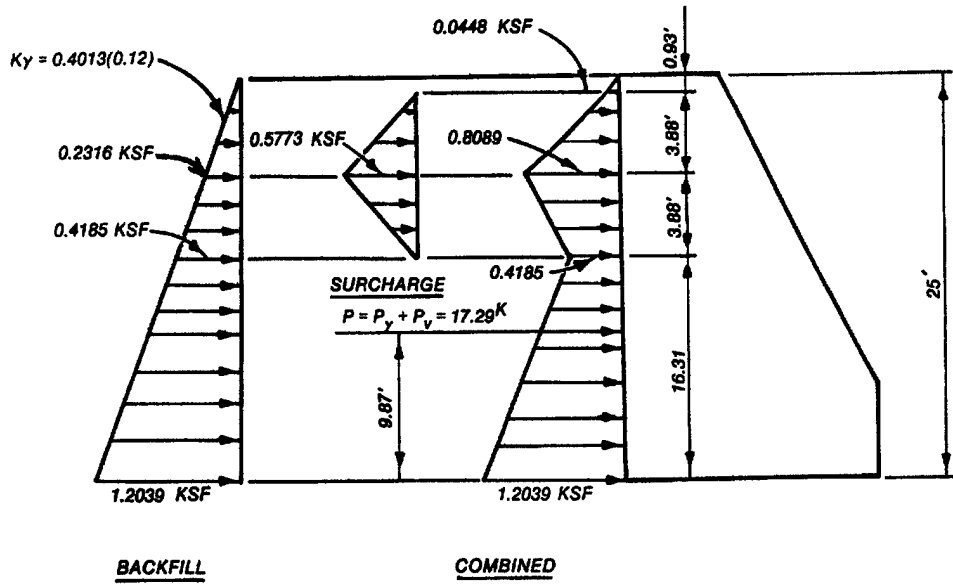 0.0448 KSF
0.93'
Kγ = 0.4013(0.12)
0.2316 KSF
0.5773 KSF
0.8089
3.88'
0.4185 KSF
3.88'
0.4185
SURCHARGE
P = Pγ + Pv = 17.29K
25'
9.87'
16.31
1.2039 KSF
1.2039 KSF
BACKFILL
COMBINED